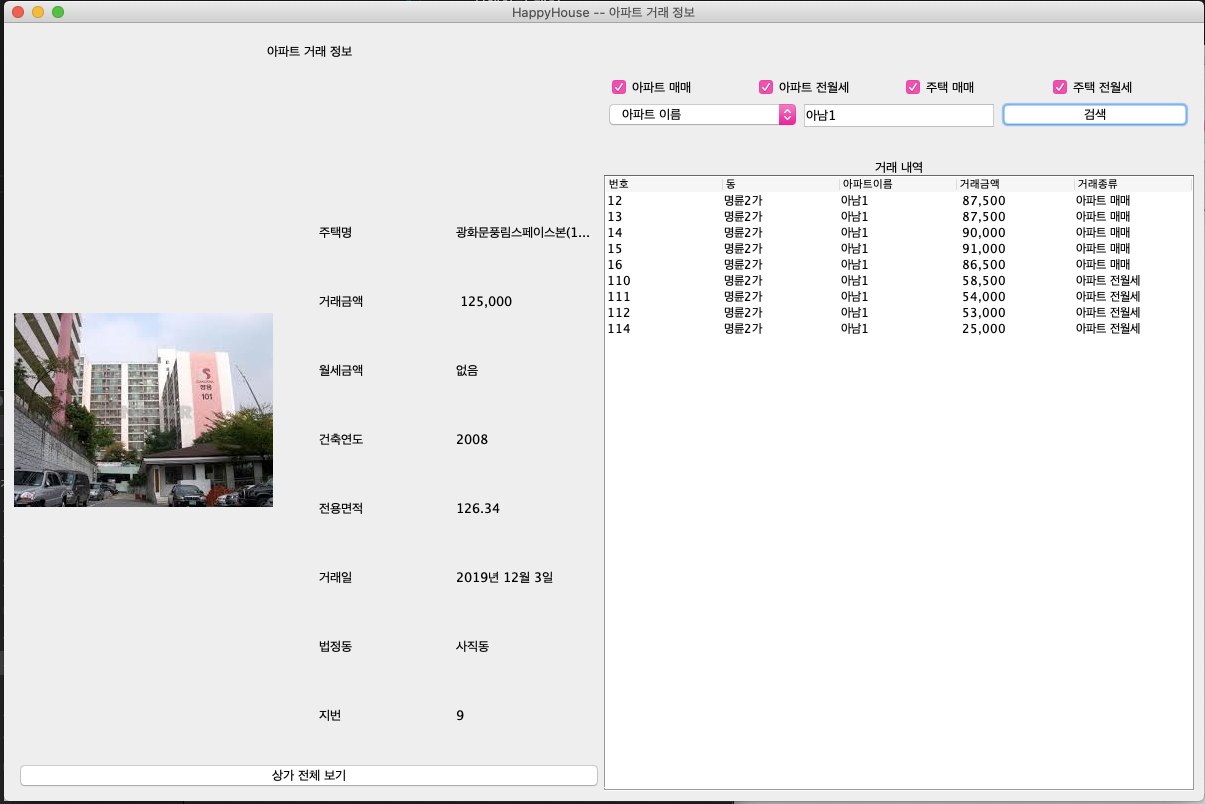 HappyHouse -- 아파트 거래 정보
아파트 거래 정보
아파트 매매 아파트 전월세 주택 매매 주택 전월세
아파트 이름 아남1 검색
주택명 광화문풍림스페이스본(1...
거래금액 125,000
월세금액 없음
건축연도 2008
전용면적 126.34
거래일 2019년 12월 3일
법정동 사직동
지번 9
쌍용
101
상가 전체 보기
거래 내역
번호 동 아파트이름 거래금액 거래종류
12 명륜2가 아남1 87,500 아파트 매매
13 명륜2가 아남1 87,500 아파트 매매
14 명륜2가 아남1 90,000 아파트 매매
15 명륜2가 아남1 91,000 아파트 매매
16 명륜2가 아남1 86,500 아파트 매매
110 명륜2가 아남1 58,500 아파트 전월세
111 명륜2가 아남1 54,000 아파트 전월세
112 명륜2가 아남1 53,000 아파트 전월세
114 명륜2가 아남1 25,000 아파트 전월세